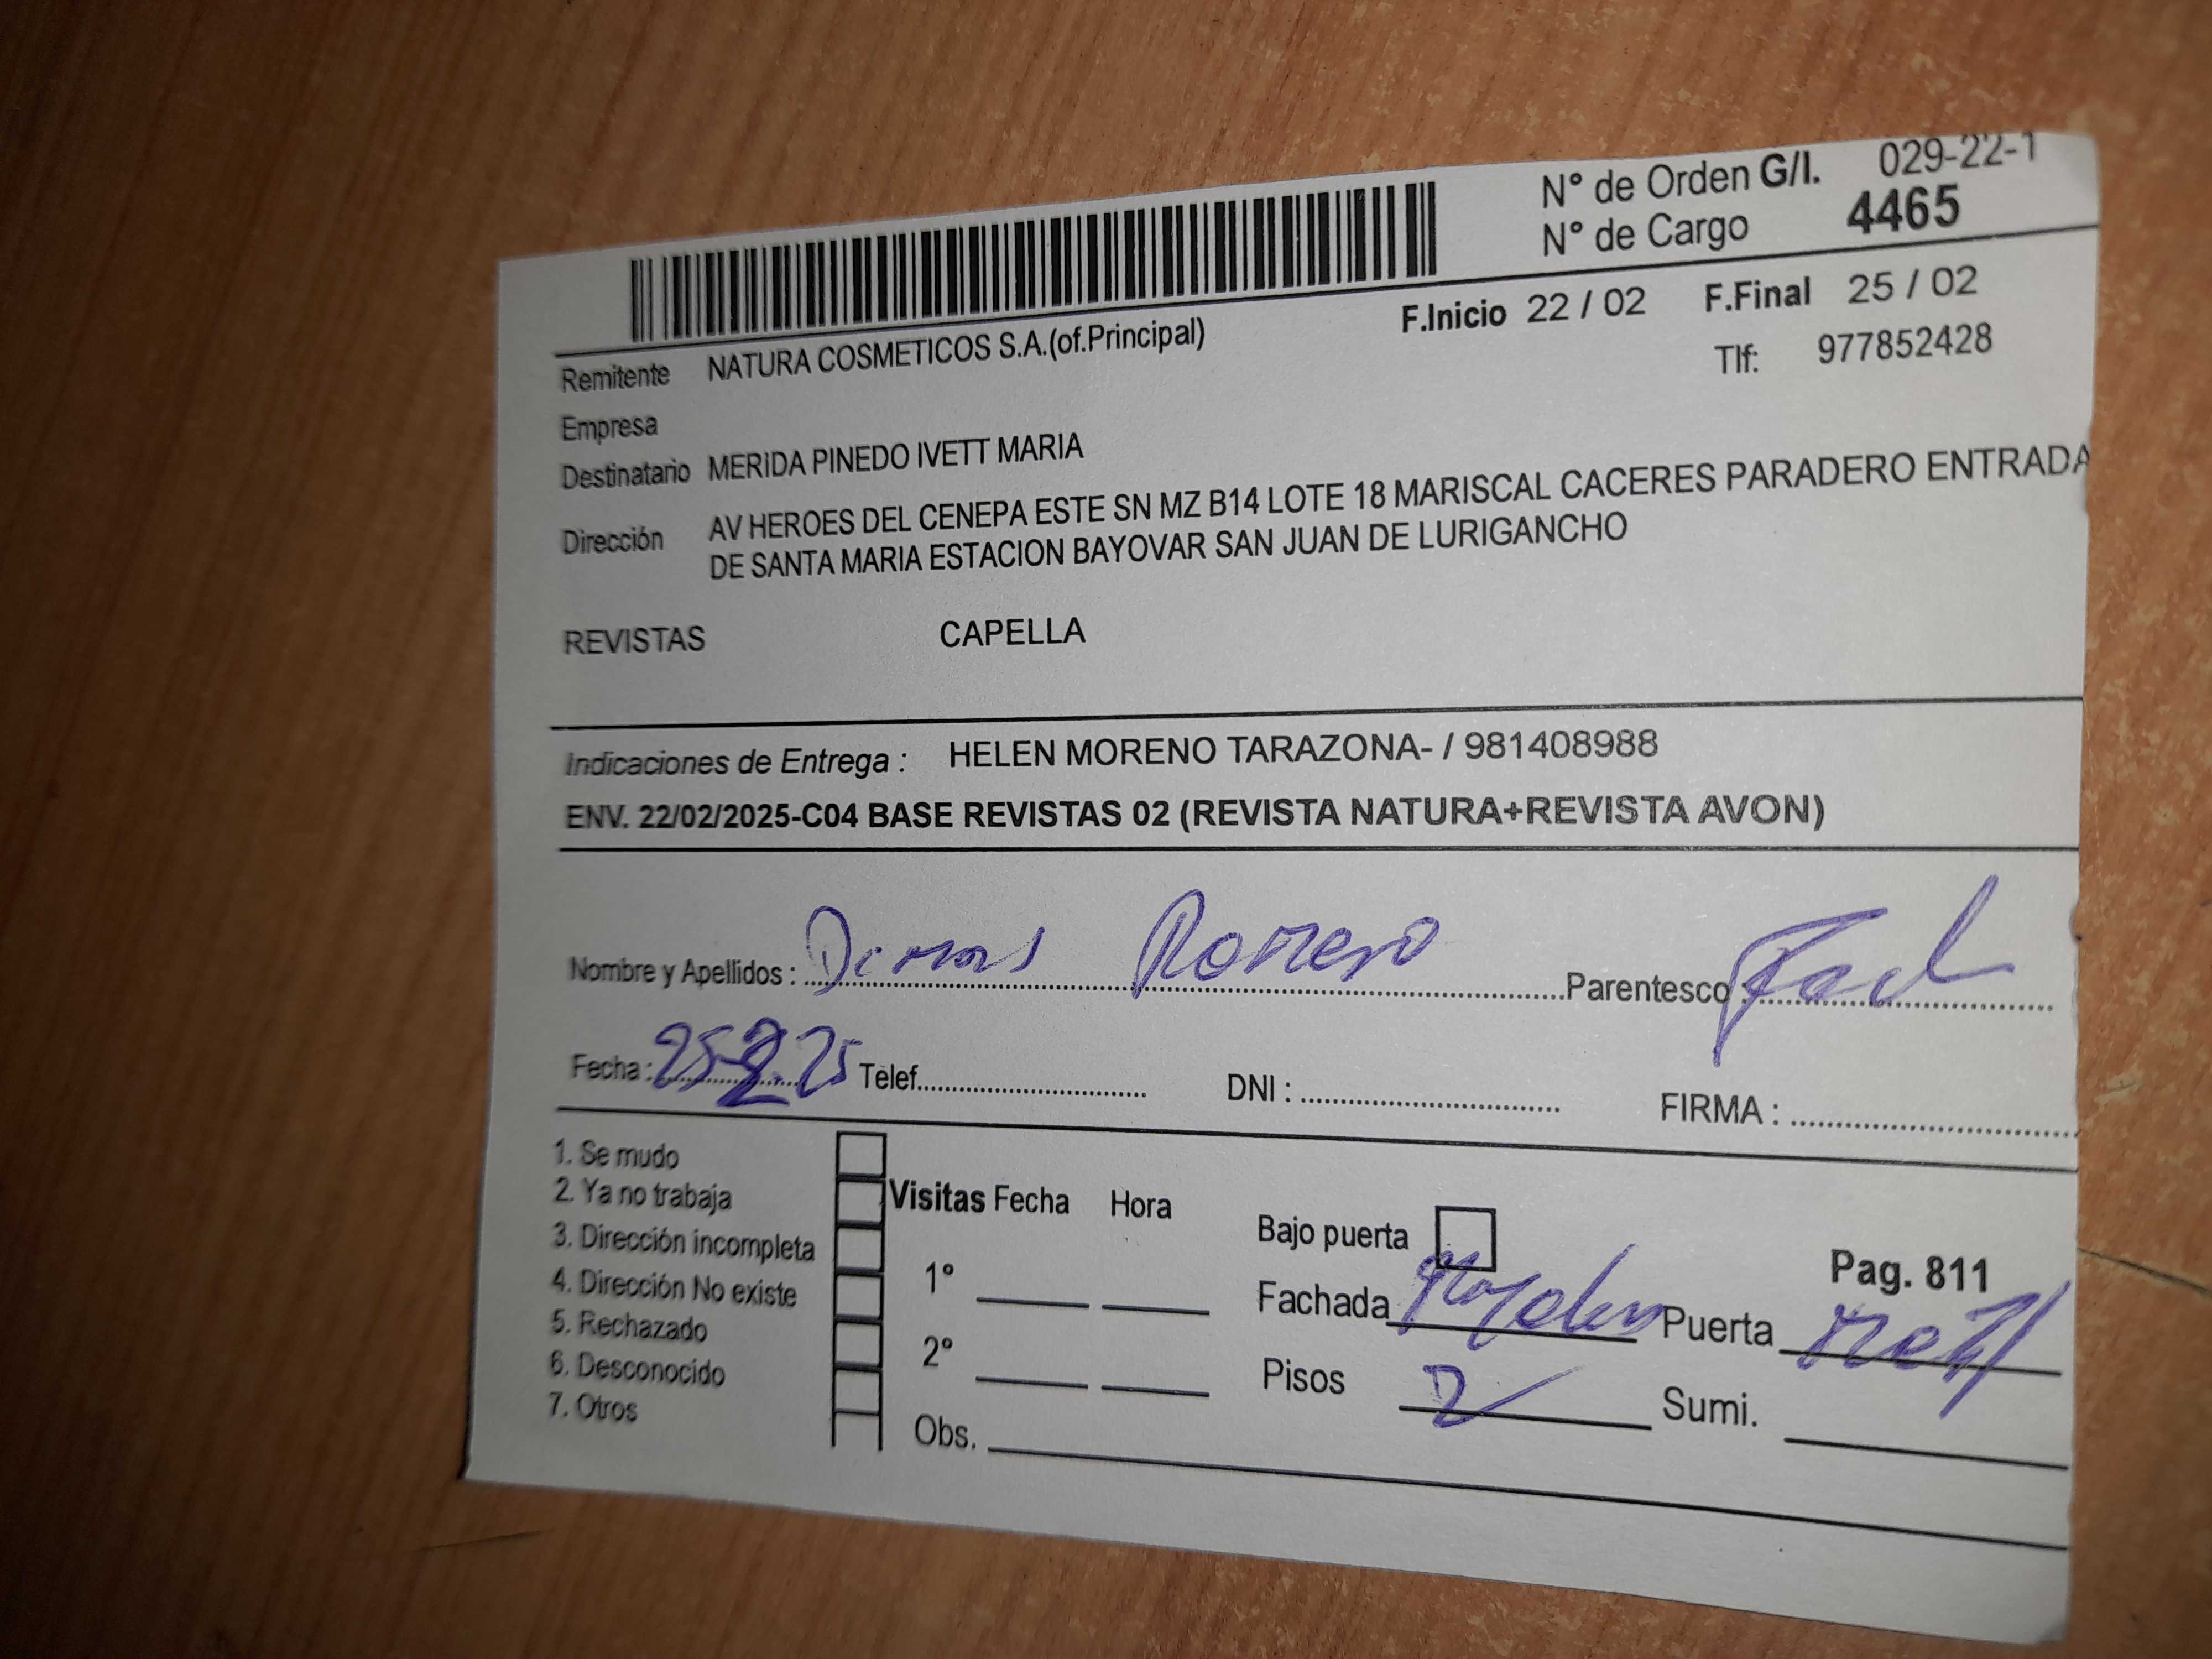 N° de Orden G/I. 029-22-1
N° de Cargo 4465
F.Inicio 22 / 02 F.Final 25 / 02
Remitente NATURA COSMETICOS S.A.(of.Principal) Tlf: 977852428
Empresa
Destinatario MERIDA PINEDO IVETT MARIA
Dirección AV HEROES DEL CENEPA ESTE SN MZ B14 LOTE 18 MARISCAL CACERES PARADERO ENTRADA
DE SANTA MARIA ESTACION BAYOVAR SAN JUAN DE LURIGANCHO
REVISTAS CAPELLA
Indicaciones de Entrega : HELEN MORENO TARAZONA- / 981408988
ENV. 22/02/2025-C04 BASE REVISTAS 02 (REVISTA NATURA+REVISTA AVON)
Nombre y Apellidos : Romero Parentesco :
Fecha : 25-2-25 Telef. DNI : FIRMA :
1. Se mudo
2. Ya no trabaja
3. Dirección incompleta
4. Dirección No existe
5. Rechazado
6. Desconocido
7. Otros
Visitas Fecha Hora
1°
2°
Obs.
Bajo puerta
Pag. 811
Fachada Puerta
Pisos 2 Sumi.